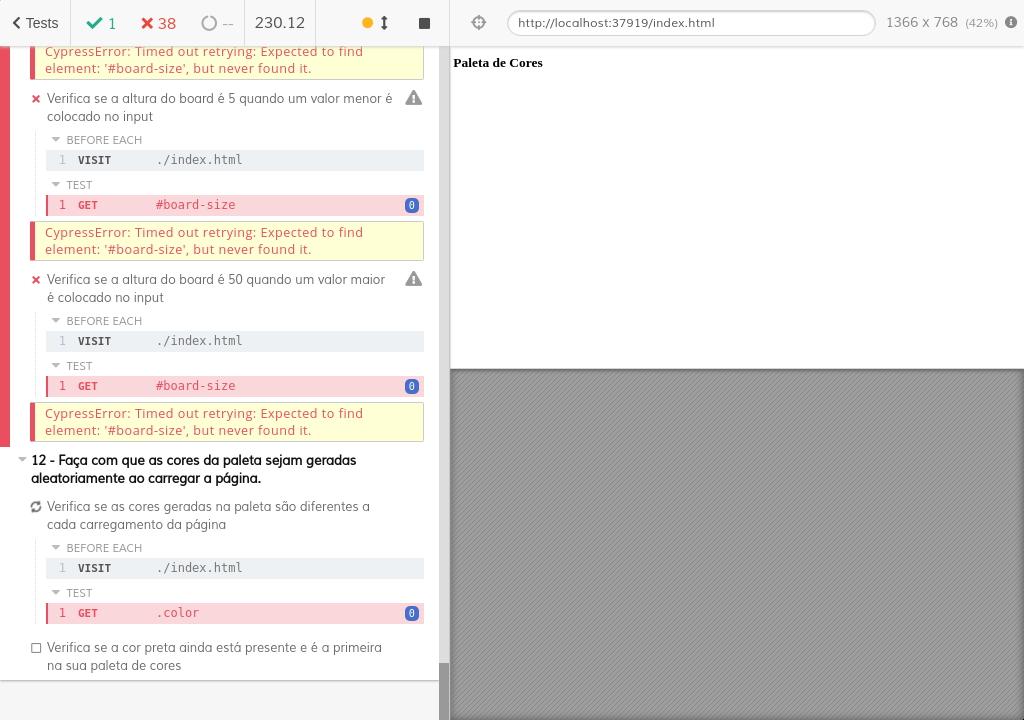 Tests
1
38
--
230.12
http://localhost:37919/index.html
1366 x 768 (42%)
CypressError: Timed out retrying: Expected to find
element: '#board-size', but never found it.
Verifica se a altura do board é 5 quando um valor menor é
colocado no input
BEFORE EACH
1 VISIT ./index.html
TEST
1 GET #board-size 0
CypressError: Timed out retrying: Expected to find
element: '#board-size', but never found it.
Verifica se a altura do board é 50 quando um valor maior
é colocado no input
BEFORE EACH
1 VISIT ./index.html
TEST
1 GET #board-size 0
CypressError: Timed out retrying: Expected to find
element: '#board-size', but never found it.
12 - Faça com que as cores da paleta sejam geradas
aleatoriamente ao carregar a página.
Verifica se as cores geradas na paleta são diferentes a
cada carregamento da página
BEFORE EACH
1 VISIT ./index.html
TEST
1 GET .color 0
Verifica se a cor preta ainda está presente e é a primeira
na sua paleta de cores
Paleta de Cores